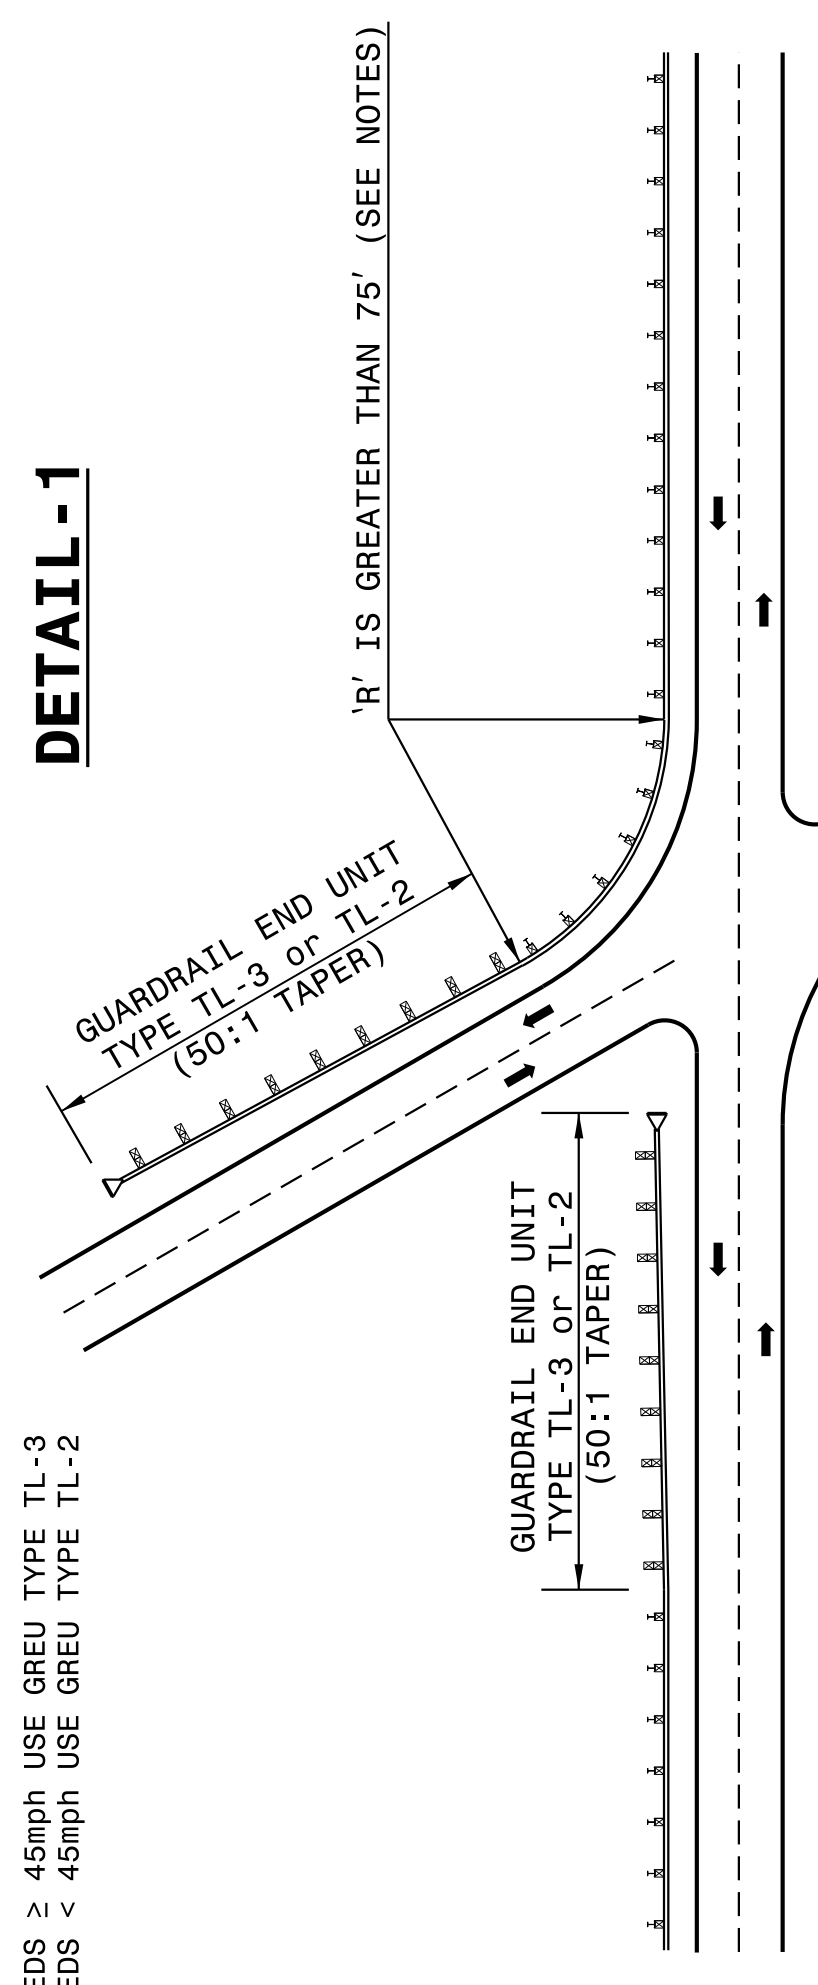 DETAIL-1
'R' IS GREATER THAN 75' (SEE NOTES)
GUARDRAIL END UNIT
TYPE TL-3 or TL-2
(50:1 TAPER)
GUARDRAIL END UNIT
TYPE TL-3 or TL-2
(50:1 TAPER)
EDS ≥ 45mph USE GREU TYPE TL-3
EDS < 45mph USE GREU TYPE TL-2